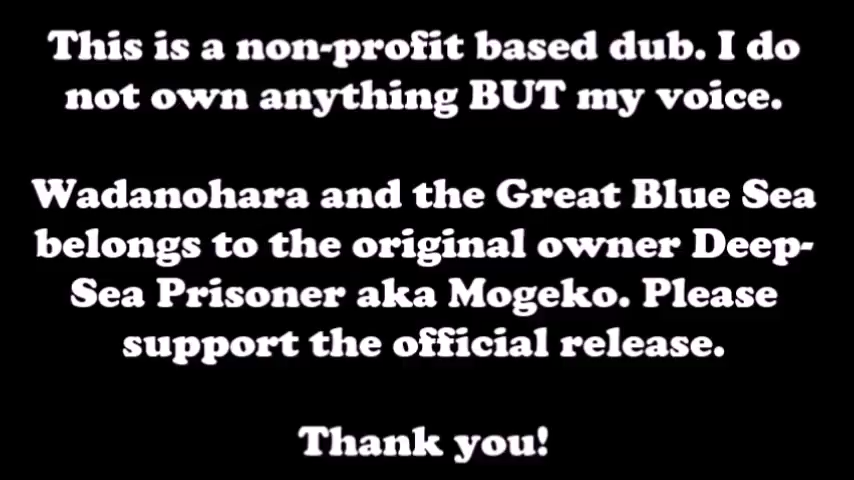 This is a non-profit based dub. I do
not own anything BUT my voice.
Wadanohara and the Great Blue Sea
belongs to the original owner Deep-
Sea Prisoner aka Mogeko. Please
support the official release.
Thank you!